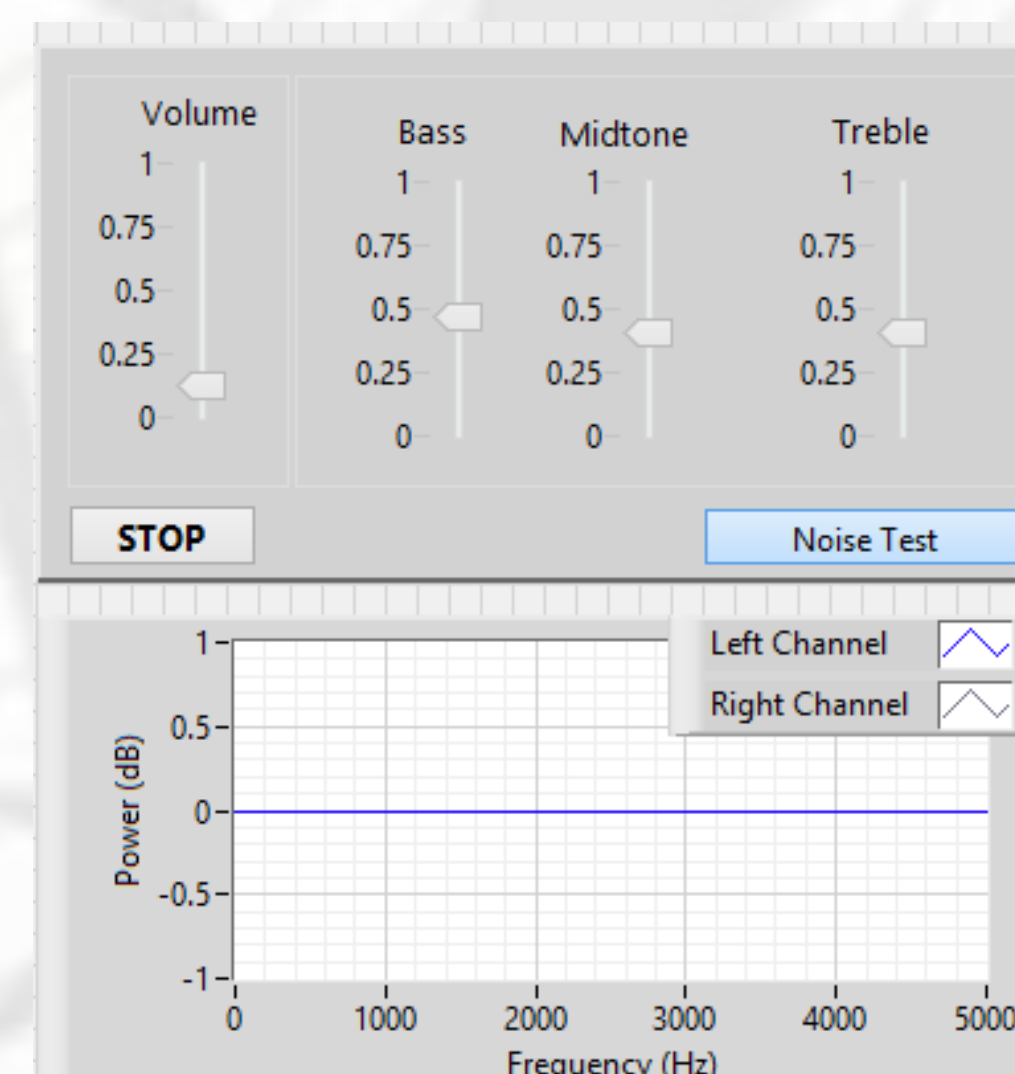 Volume
1
0.75
0.5
0.25
0
Bass
1
0.75
0.5
0.25
0
Midtone
1
0.75
0.5
0.25
0
Treble
1
0.75
0.5
0.25
0
STOP
Noise Test
Left Channel
Right Channel
Power (dB)
1
0.5
0
-0.5
-1
0 1000 2000 3000 4000 5000
Frequency (Hz)